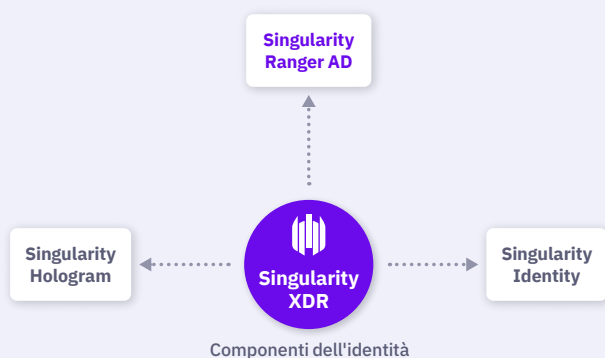 Singularity
Ranger AD
Singularity
Hologram
Singularity
XDR
Singularity
Identity
Componenti dell'identità